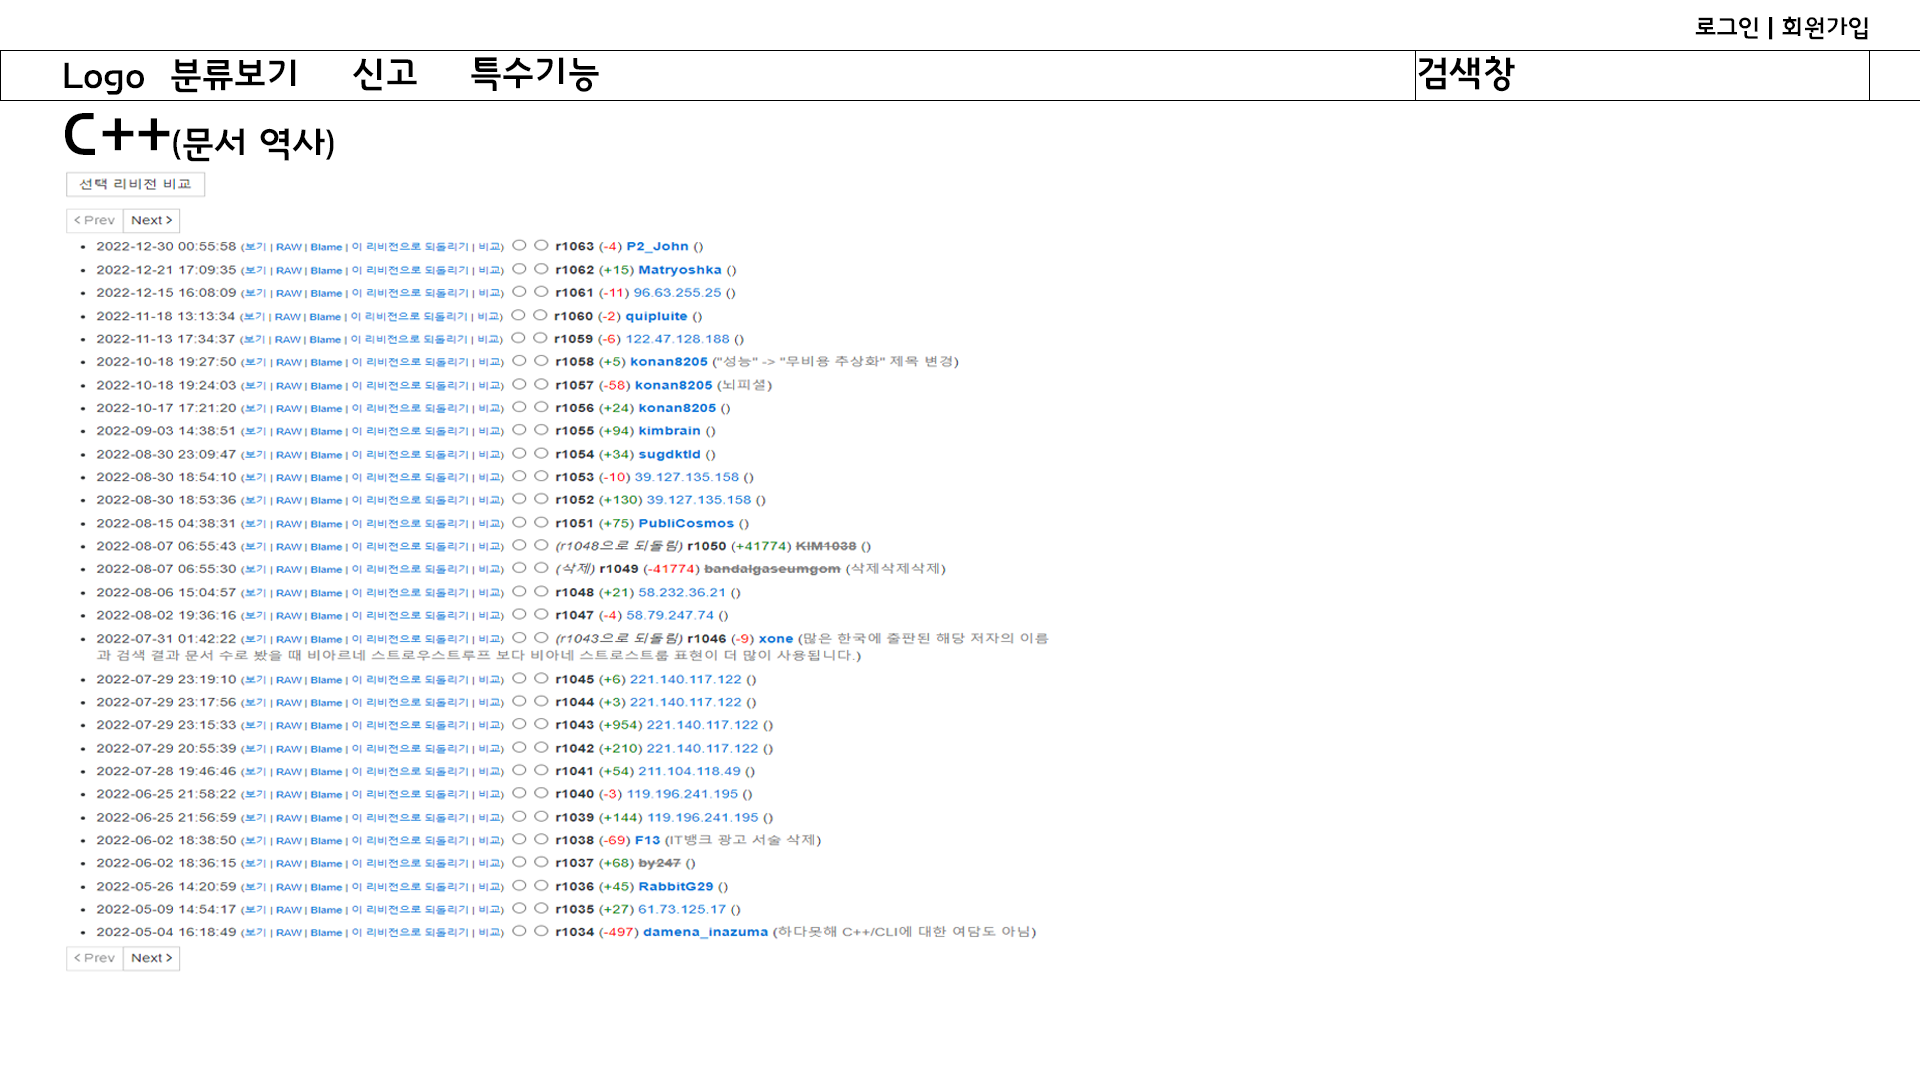 로그인 | 회원가입
Logo 분류보기 신고 특수기능 검색창
C++(문서 역사)
선택 리비전 비교
< Prev Next >
• 2022-12-30 00:55:58 (보기 | RAW | Blame | 이 리비전으로 되돌리기 | 비교) r1063 (-4) P2_John ()
• 2022-12-21 17:09:35 (보기 | RAW | Blame | 이 리비전으로 되돌리기 | 비교) r1062 (+15) Matryoshka ()
• 2022-12-15 16:08:09 (보기 | RAW | Blame | 이 리비전으로 되돌리기 | 비교) r1061 (-11) 96.63.255.25 ()
• 2022-11-18 13:13:34 (보기 | RAW | Blame | 이 리비전으로 되돌리기 | 비교) r1060 (-2) quipluite ()
• 2022-11-13 17:34:37 (보기 | RAW | Blame | 이 리비전으로 되돌리기 | 비교) r1059 (-6) 122.47.128.188 ()
• 2022-10-18 19:27:50 (보기 | RAW | Blame | 이 리비전으로 되돌리기 | 비교) r1058 (+5) konan8205 ("성능" -> "무비용 추상화" 제목 변경)
• 2022-10-18 19:24:03 (보기 | RAW | Blame | 이 리비전으로 되돌리기 | 비교) r1057 (-58) konan8205 (뇌피셜)
• 2022-10-17 17:21:20 (보기 | RAW | Blame | 이 리비전으로 되돌리기 | 비교) r1056 (+24) konan8205 ()
• 2022-09-03 14:38:51 (보기 | RAW | Blame | 이 리비전으로 되돌리기 | 비교) r1055 (+94) kimbrain ()
• 2022-08-30 23:09:47 (보기 | RAW | Blame | 이 리비전으로 되돌리기 | 비교) r1054 (+34) sugdktld ()
• 2022-08-30 18:54:10 (보기 | RAW | Blame | 이 리비전으로 되돌리기 | 비교) r1053 (-10) 39.127.135.158 ()
• 2022-08-30 18:53:36 (보기 | RAW | Blame | 이 리비전으로 되돌리기 | 비교) r1052 (+130) 39.127.135.158 ()
• 2022-08-15 04:38:31 (보기 | RAW | Blame | 이 리비전으로 되돌리기 | 비교) r1051 (+75) PubliCosmos ()
• 2022-08-07 06:55:43 (보기 | RAW | Blame | 이 리비전으로 되돌리기 | 비교) (r1048으로 되돌림) r1050 (+41774) KIM1038 ()
• 2022-08-07 06:55:30 (보기 | RAW | Blame | 이 리비전으로 되돌리기 | 비교) (삭제) r1049 (-41774) bandalgaseumgom (삭제삭제삭제)
• 2022-08-06 15:04:57 (보기 | RAW | Blame | 이 리비전으로 되돌리기 | 비교) r1048 (+21) 58.232.36.21 ()
• 2022-08-02 19:36:16 (보기 | RAW | Blame | 이 리비전으로 되돌리기 | 비교) r1047 (-4) 58.79.247.74 ()
• 2022-07-31 01:42:22 (보기 | RAW | Blame | 이 리비전으로 되돌리기 | 비교) (r1043으로 되돌림) r1046 (-9) xone (많은 한국에 출판된 해당 저자의 이름
과 검색 결과 문서 수로 봤을 때 비아르네 스트로우스트루프 보다 비아네 스트로스트룹 표현이 더 많이 사용됩니다.)
• 2022-07-29 23:19:10 (보기 | RAW | Blame | 이 리비전으로 되돌리기 | 비교) r1045 (+6) 221.140.117.122 ()
• 2022-07-29 23:17:56 (보기 | RAW | Blame | 이 리비전으로 되돌리기 | 비교) r1044 (+3) 221.140.117.122 ()
• 2022-07-29 23:15:33 (보기 | RAW | Blame | 이 리비전으로 되돌리기 | 비교) r1043 (+954) 221.140.117.122 ()
• 2022-07-29 20:55:39 (보기 | RAW | Blame | 이 리비전으로 되돌리기 | 비교) r1042 (+210) 221.140.117.122 ()
• 2022-07-28 19:46:46 (보기 | RAW | Blame | 이 리비전으로 되돌리기 | 비교) r1041 (+54) 211.104.118.49 ()
• 2022-06-25 21:58:22 (보기 | RAW | Blame | 이 리비전으로 되돌리기 | 비교) r1040 (-3) 119.196.241.195 ()
• 2022-06-25 21:56:59 (보기 | RAW | Blame | 이 리비전으로 되돌리기 | 비교) r1039 (+144) 119.196.241.195 ()
• 2022-06-02 18:38:50 (보기 | RAW | Blame | 이 리비전으로 되돌리기 | 비교) r1038 (-69) F13 (IT뱅크 광고 서술 삭제)
• 2022-06-02 18:36:15 (보기 | RAW | Blame | 이 리비전으로 되돌리기 | 비교) r1037 (+68) by247 ()
• 2022-05-26 14:20:59 (보기 | RAW | Blame | 이 리비전으로 되돌리기 | 비교) r1036 (+45) RabbitG29 ()
• 2022-05-09 14:54:17 (보기 | RAW | Blame | 이 리비전으로 되돌리기 | 비교) r1035 (+27) 61.73.125.17 ()
• 2022-05-04 16:18:49 (보기 | RAW | Blame | 이 리비전으로 되돌리기 | 비교) r1034 (-497) damena_inazuma (하다못해 C++/CLI에 대한 여담도 아님)
< Prev Next >